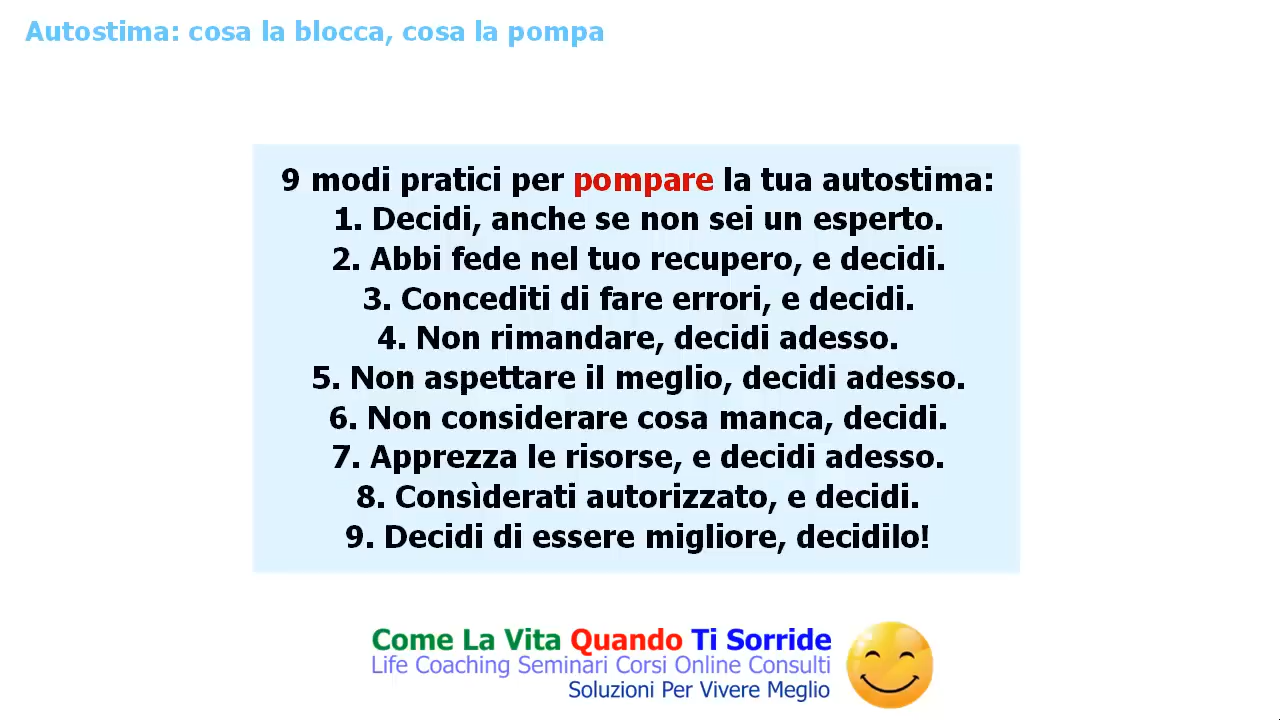 Autostima: cosa la blocca, cosa la pompa
9 modi pratici per pompare la tua autostima:
1. Decidi, anche se non sei un esperto.
2. Abbi fede nel tuo recupero, e decidi.
3. Concediti di fare errori, e decidi.
4. Non rimandare, decidi adesso.
5. Non aspettare il meglio, decidi adesso.
6. Non considerare cosa manca, decidi.
7. Apprezza le risorse, e decidi adesso.
8. Consìderati autorizzato, e decidi.
9. Decidi di essere migliore, decidilo!
Come La Vita Quando Ti Sorride
Life Coaching Seminari Corsi Online Consulti
Soluzioni Per Vivere Meglio